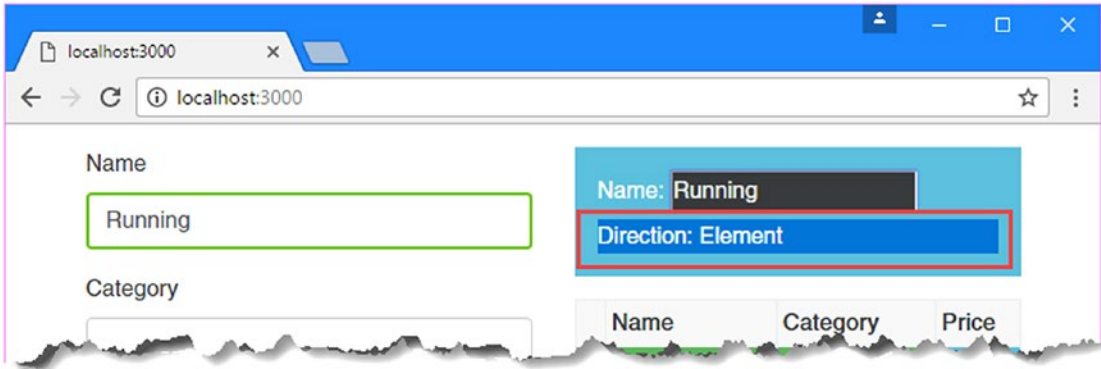 localhost:3000
localhost:3000
Name
Running
Category
Name: Running
Direction: Element
Name Category Price